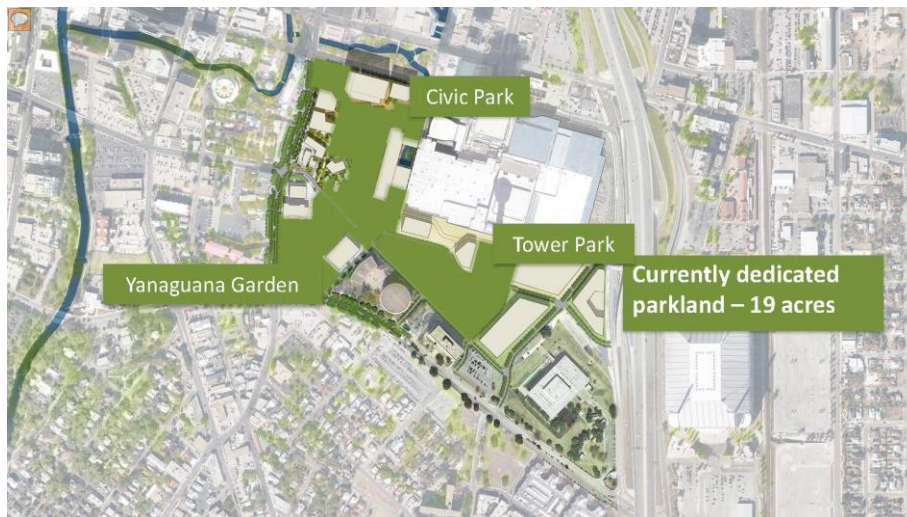 Civic Park
Tower Park
Yanaguana Garden
Currently dedicated
parkland – 19 acres